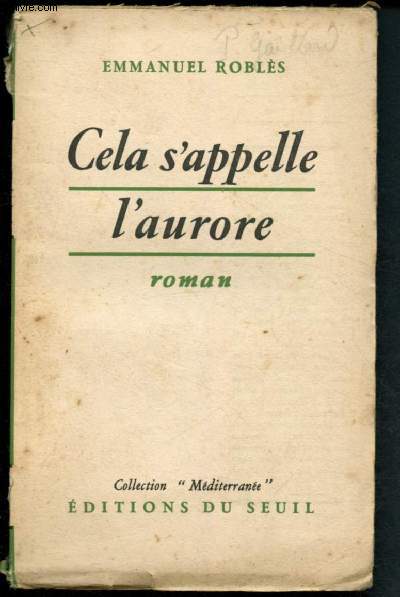 EMMANUEL ROBLÈS
Cela s'appelle
l'aurore
roman
Collection "Méditerranée"
ÉDITIONS DU SEUIL